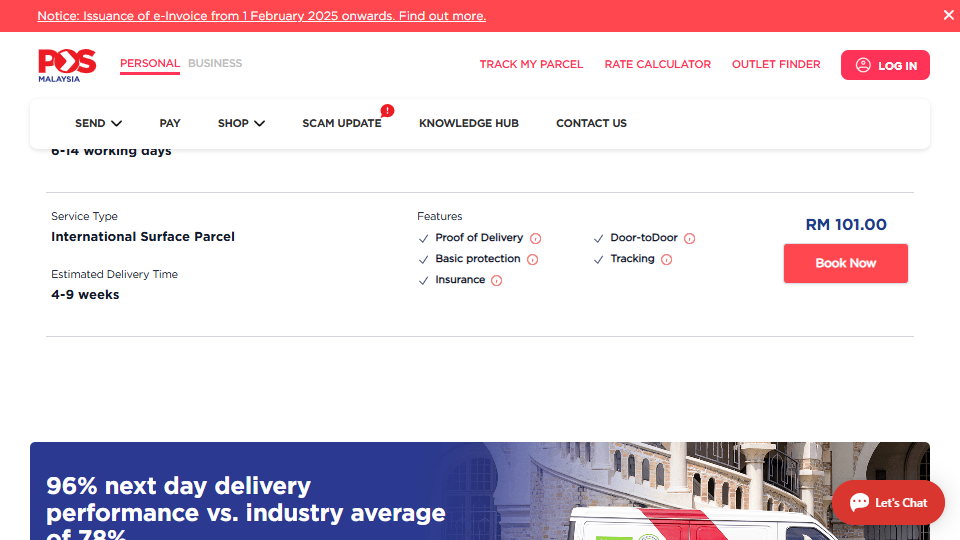 Notice: Issuance of e-Invoice from 1 February 2025 onwards. Find out more.
POS
MALAYSIA
PERSONAL BUSINESS
TRACK MY PARCEL RATE CALCULATOR OUTLET FINDER LOG IN
SEND PAY SHOP SCAM UPDATE ! KNOWLEDGE HUB CONTACT US
6-14 working days
Service Type
International Surface Parcel
Estimated Delivery Time
4-9 weeks
Features
Proof of Delivery Door-toDoor
Basic protection Tracking
Insurance
RM 101.00
Book Now
96% next day delivery
performance vs. industry average
of 78%
Let's Chat